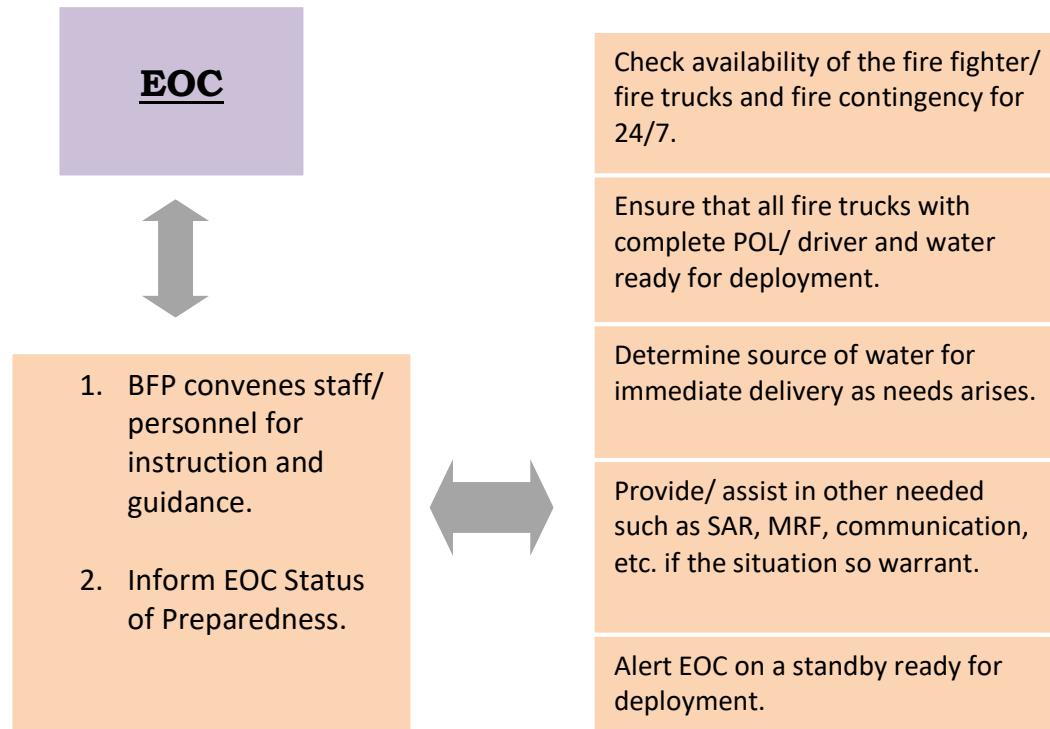 EOC
1. BFP convenes staff/
personnel for
instruction and
guidance.
2. Inform EOC Status
of Preparedness.
Check availability of the fire fighter/
fire trucks and fire contingency for
24/7.
Ensure that all fire trucks with
complete POL/ driver and water
ready for deployment.
Determine source of water for
immediate delivery as needs arises.
Provide/ assist in other needed
such as SAR, MRF, communication,
etc. if the situation so warrant.
Alert EOC on a standby ready for
deployment.